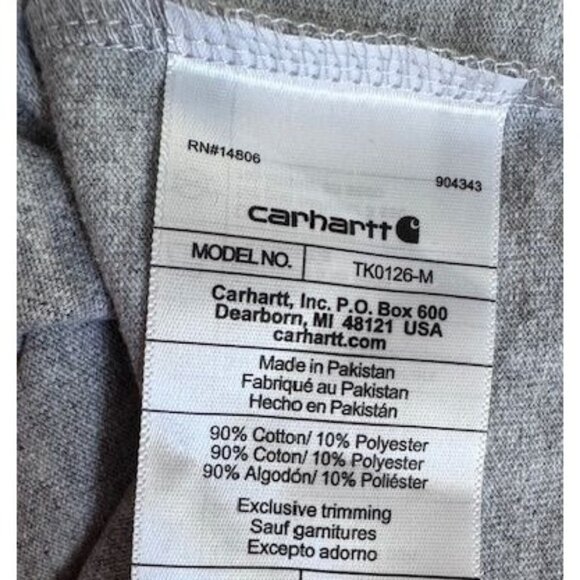 RN#14806
904343
carhartt
MODEL NO. TK0126-M
Carhartt, Inc. P.O. Box 600
Dearborn, MI 48121 USA
carhartt.com
Made in Pakistan
Fabriqué au Pakistan
Hecho en Pakistán
90% Cotton/ 10% Polyester
90% Coton/ 10% Polyester
90% Algodón/ 10% Poliéster
Exclusive trimming
Sauf garnitures
Excepto adorno